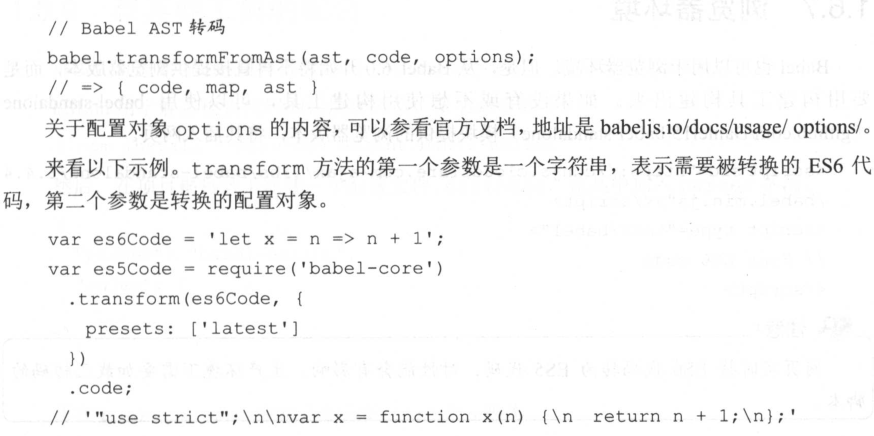 // Babel AST 转码
babel.transformFromAst(ast, code, options);
// => { code, map, ast }
关于配置对象 options 的内容，可以参看官方文档，地址是 babeljs.io/docs/usage/ options/。
来看以下示例。transform 方法的第一个参数是一个字符串，表示需要被转换的 ES6 代
码，第二个参数是转换的配置对象。
var es6Code = 'let x = n => n + 1';
var es5Code = require('babel-core')
.transform(es6Code, {
presets: ['latest']
})
.code;
// '"use strict";\n\nvar x = function x(n) {\n return n + 1;\n};'